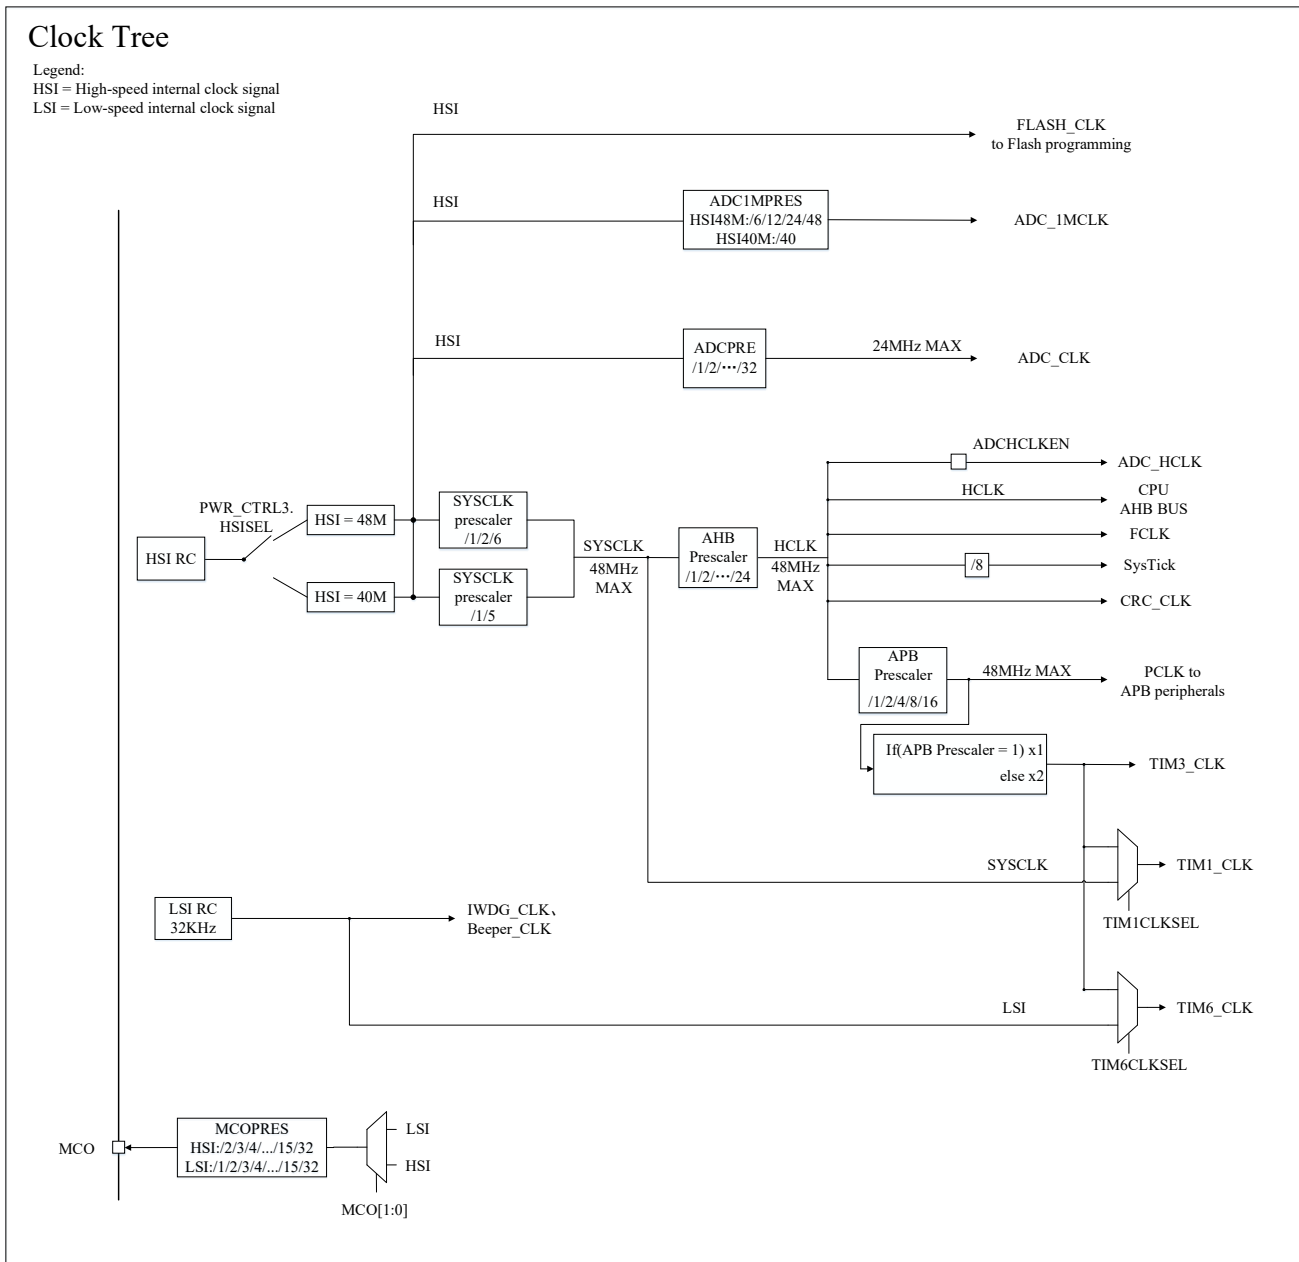 Clock Tree
Legend:
HSI = High-speed internal clock signal
LSI = Low-speed internal clock signal
HSI
FLASH_CLK
to Flash programming
HSI
ADC1MPRES
HSI48M:/6/12/24/48
HSI40M:/40
ADC_1MCLK
HSI
ADCPRE
/1/2/···/32
24MHz MAX
ADC_CLK
ADCHCLKEN
ADC_HCLK
HCLK
CPU
AHB BUS
FCLK
/8
SysTick
CRC_CLK
PWR_CTRL3.
HSISEL
HSI RC
HSI = 48M
HSI = 40M
SYSCLK
prescaler
/1/2/6
SYSCLK
prescaler
/1/5
SYSCLK
48MHz
MAX
AHB
Prescaler
/1/2/···/24
HCLK
48MHz
MAX
APB
Prescaler
/1/2/4/8/16
48MHz MAX
PCLK to
APB peripherals
If(APB Prescaler = 1) x1
else x2
TIM3_CLK
SYSCLK
TIM1_CLK
TIM1CLKSEL
LSI RC
32KHz
IWDG_CLK、
Beeper_CLK
LSI
TIM6_CLK
TIM6CLKSEL
MCO
MCOPRES
HSI:/2/3/4/.../15/32
LSI:/1/2/3/4/.../15/32
LSI
HSI
MCO[1:0]